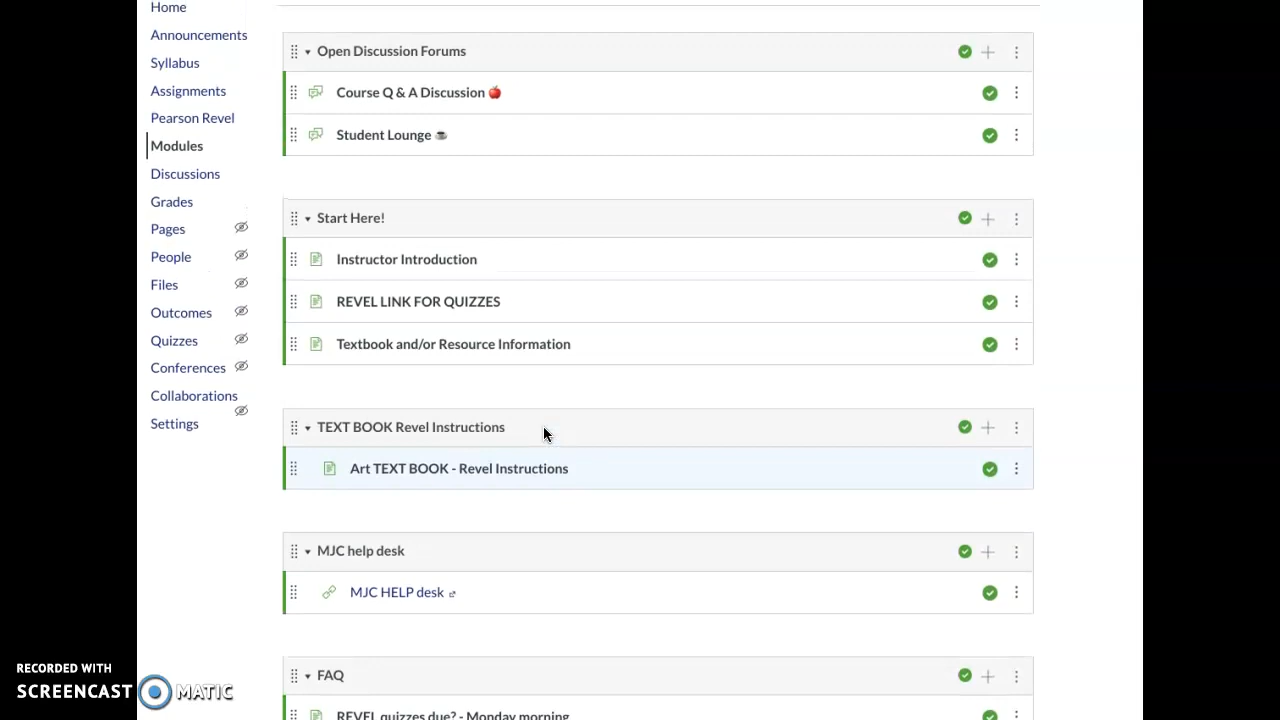 Home
Announcements
Syllabus
Assignments
Pearson Revel
Modules
Discussions
Grades
Pages
People
Files
Outcomes
Quizzes
Conferences
Collaborations
Settings
Open Discussion Forums
Course Q & A Discussion 🍎
Student Lounge ☕
Start Here!
Instructor Introduction
REVEL LINK FOR QUIZZES
Textbook and/or Resource Information
TEXT BOOK Revel Instructions
Art TEXT BOOK - Revel Instructions
MJC help desk
MJC HELP desk
FAQ
REVEL quizzes due? - Monday morning
RECORDED WITH
SCREENCAST MATIC